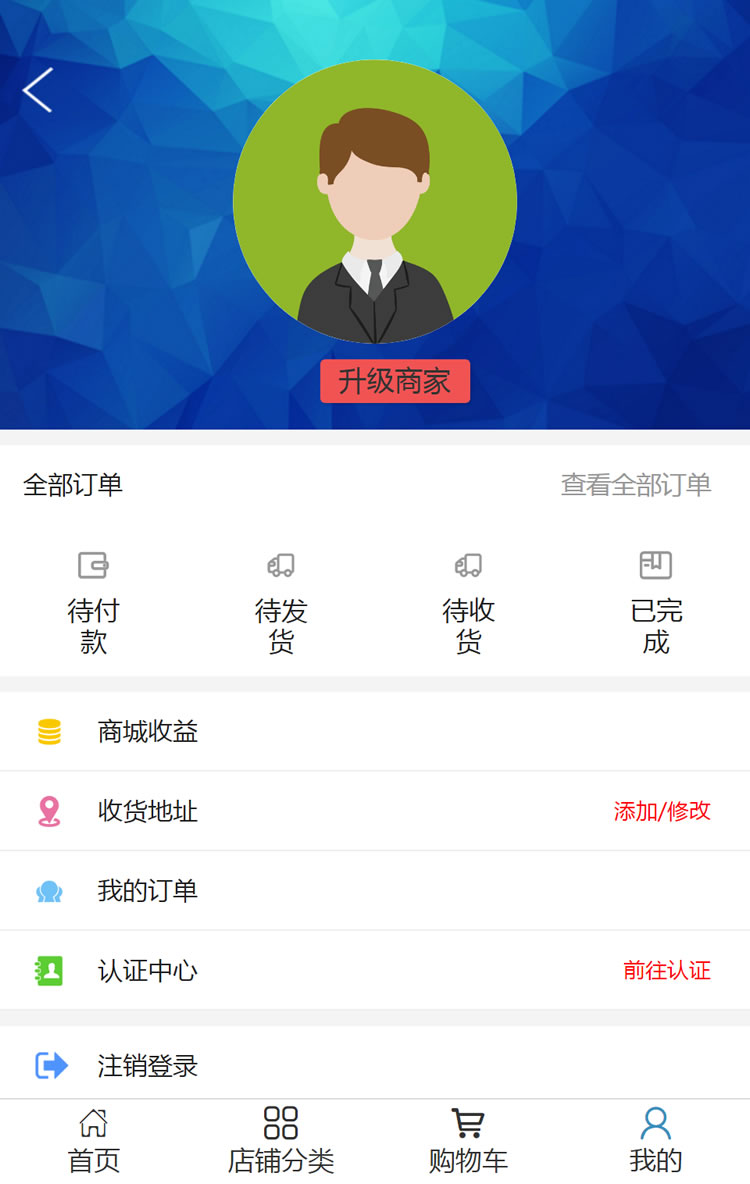 升级商家
全部订单 查看全部订单
待付 待发 待收 已完
款 货 货 成
商城收益
收货地址 添加/修改
我的订单
认证中心 前往认证
注销登录
首页 店铺分类 购物车 我的